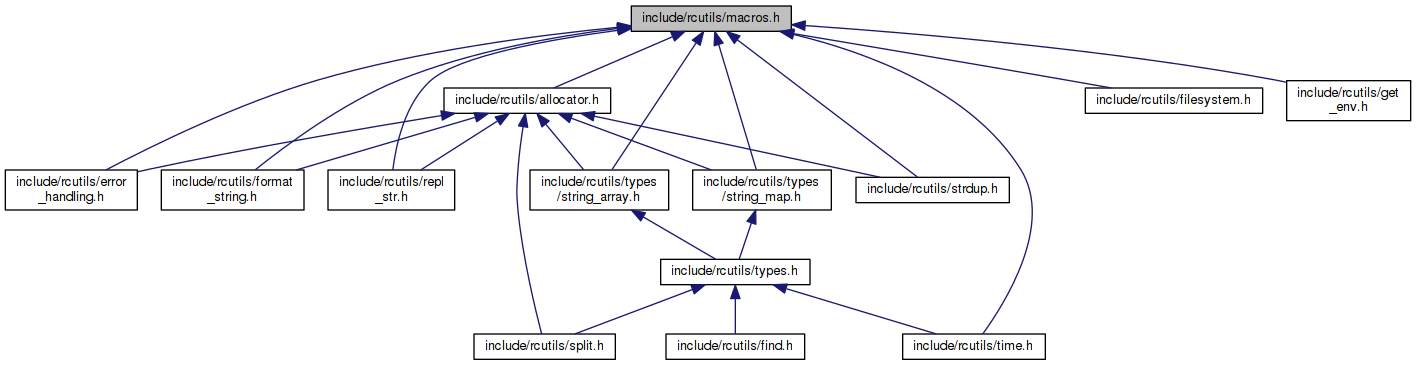 include/rcutils/macros.h
include/rcutils/allocator.h
include/rcutils/filesystem.h
include/rcutils/get
_env.h
include/rcutils/error
_handling.h
include/rcutils/format
_string.h
include/rcutils/repl
_str.h
include/rcutils/types
/string_array.h
include/rcutils/types
/string_map.h
include/rcutils/strdup.h
include/rcutils/types.h
include/rcutils/split.h
include/rcutils/find.h
include/rcutils/time.h